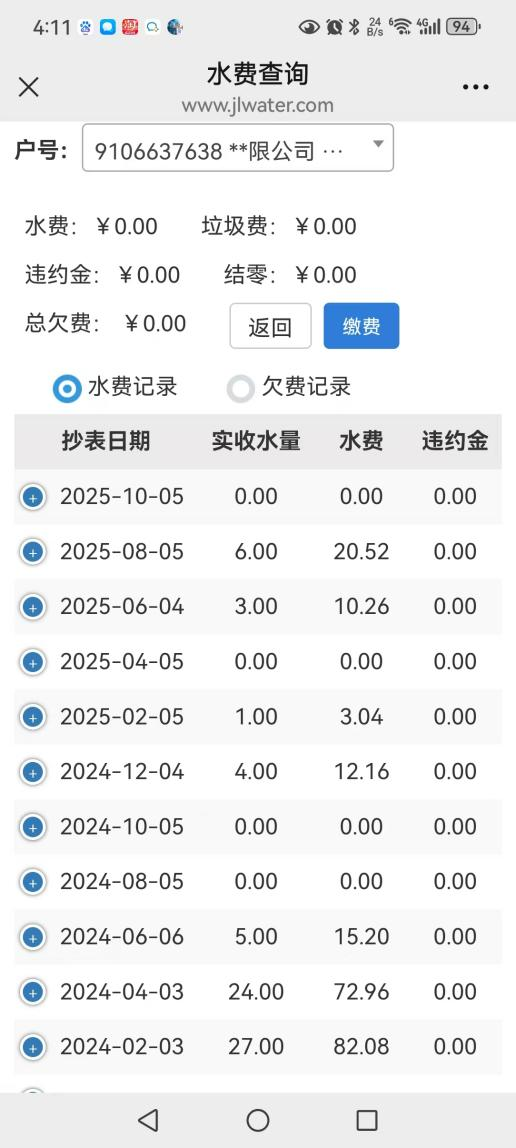 4:11 24 B/s 6 4G 94
水费查询
www.jlwater.com
户号: 9106637638 **限公司 ···
水费: ￥0.00 垃圾费: ￥0.00
违约金: ￥0.00 结零: ￥0.00
总欠费: ￥0.00 返回 缴费
水费记录 欠费记录
抄表日期 实收水量 水费 违约金
2025-10-05 0.00 0.00 0.00
2025-08-05 6.00 20.52 0.00
2025-06-04 3.00 10.26 0.00
2025-04-05 0.00 0.00 0.00
2025-02-05 1.00 3.04 0.00
2024-12-04 4.00 12.16 0.00
2024-10-05 0.00 0.00 0.00
2024-08-05 0.00 0.00 0.00
2024-06-06 5.00 15.20 0.00
2024-04-03 24.00 72.96 0.00
2024-02-03 27.00 82.08 0.00